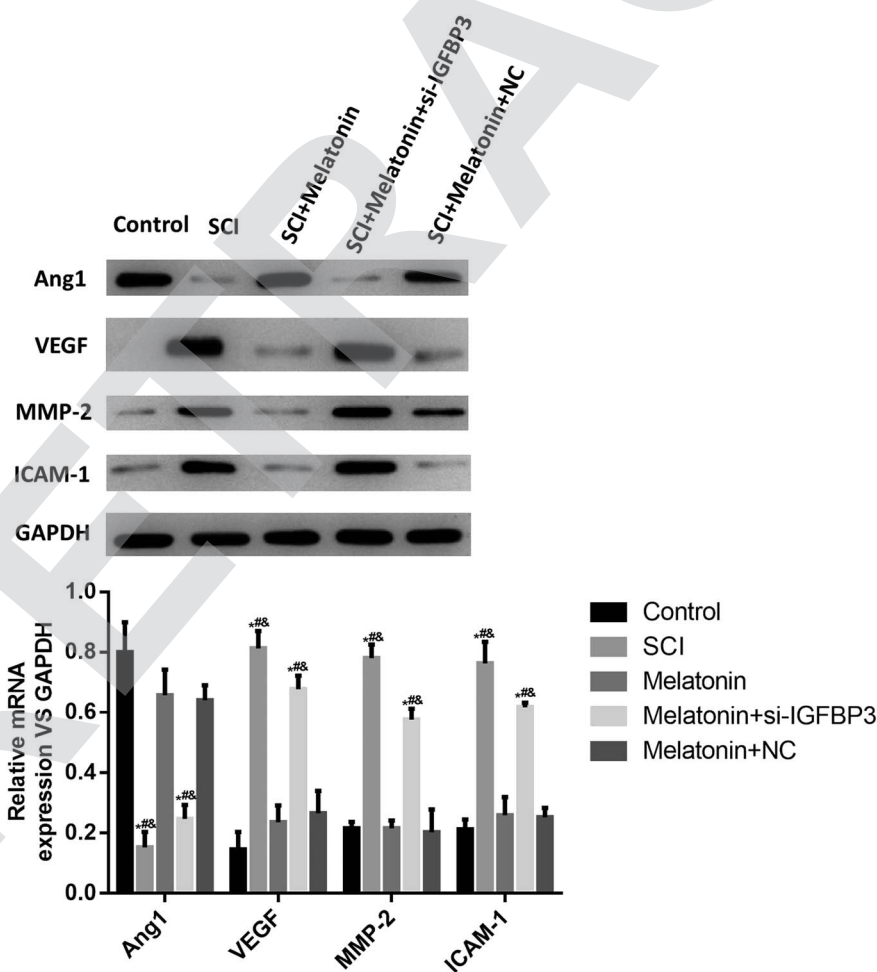 Control
SCI
SCI+Melatonin
SCI+Melatonin+si-IGFBP3
SCI+Melatonin+NC
Ang1
VEGF
MMP-2
ICAM-1
GAPDH
Relative mRNA
expression VS GAPDH
1.0
0.8
0.6
0.4
0.2
0.0
*#&
*#&
*#&
*#&
*#&
*#&
*#&
*#&
Ang1
VEGF
MMP-2
ICAM-1
Control
SCI
Melatonin
Melatonin+si-IGFBP3
Melatonin+NC